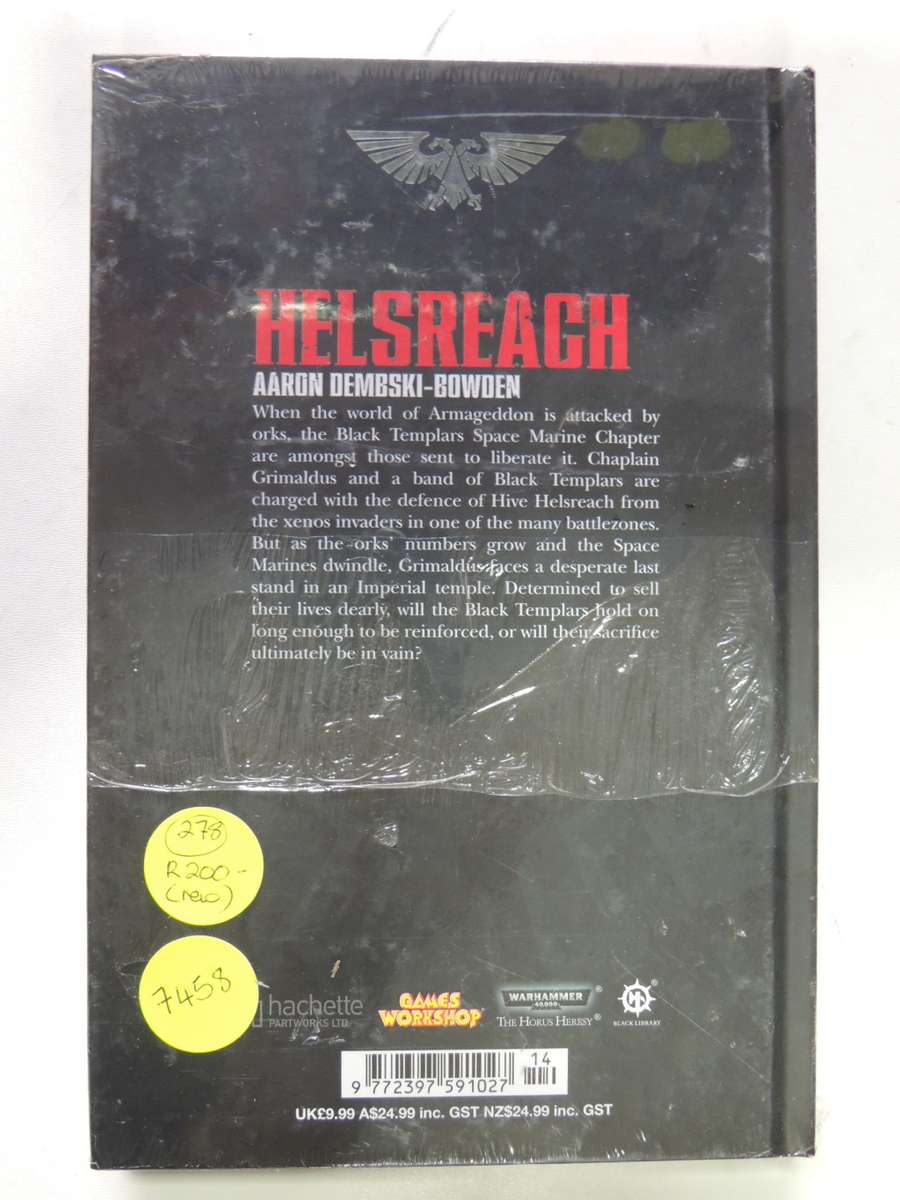 HELSREACH
AARON DEMBSKI-BOWDEN
When the world of Armageddon is attacked by
orks, the Black Templars Space Marine Chapter
are amongst those sent to liberate it. Chaplain
Grimaldus and a band of Black Templars are
charged with the defence of Hive Helsreach from
the xenos invaders in one of the many battlezones.
But as the orks' numbers grow and the Space
Marines dwindle, Grimaldus faces a desperate last
stand in an Imperial temple. Determined to sell
their lives dearly, will the Black Templars hold on
long enough to be reinforced, or will their sacrifice
ultimately be in vain?
278
R200-
(new)
7458
hachette
PARTWORKS LTD.
GAMES
WORKSHOP
WARHAMMER
40,000
THE HORUS HERESY®
BLACK LIBRARY
14
9 772397 591027
UK£9.99 A$24.99 inc. GST NZ$24.99 inc. GST